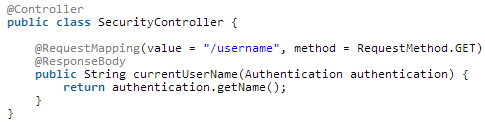 @Controller
public class SecurityController {

    @RequestMapping(value = "/username", method = RequestMethod.GET)
    @ResponseBody
    public String currentUserName(Authentication authentication) {
        return authentication.getName();
    }
}